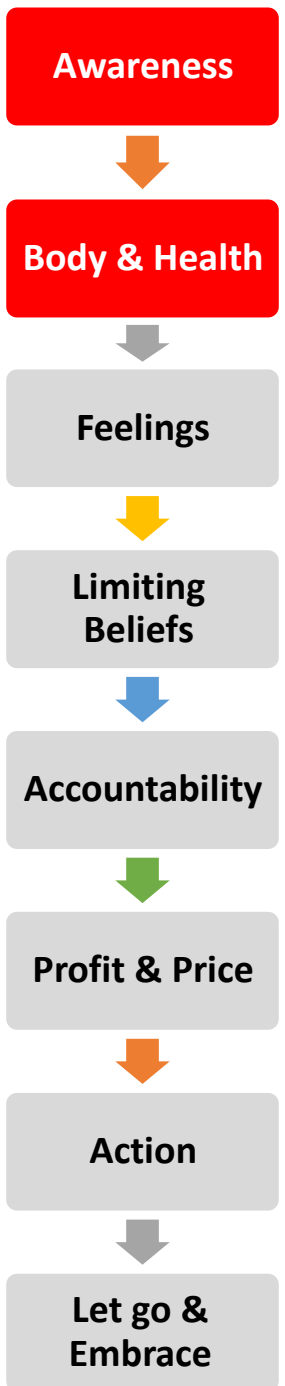 Awareness
Body & Health
Feelings
Limiting
Beliefs
Accountability
Profit & Price
Action
Let go &
Embrace